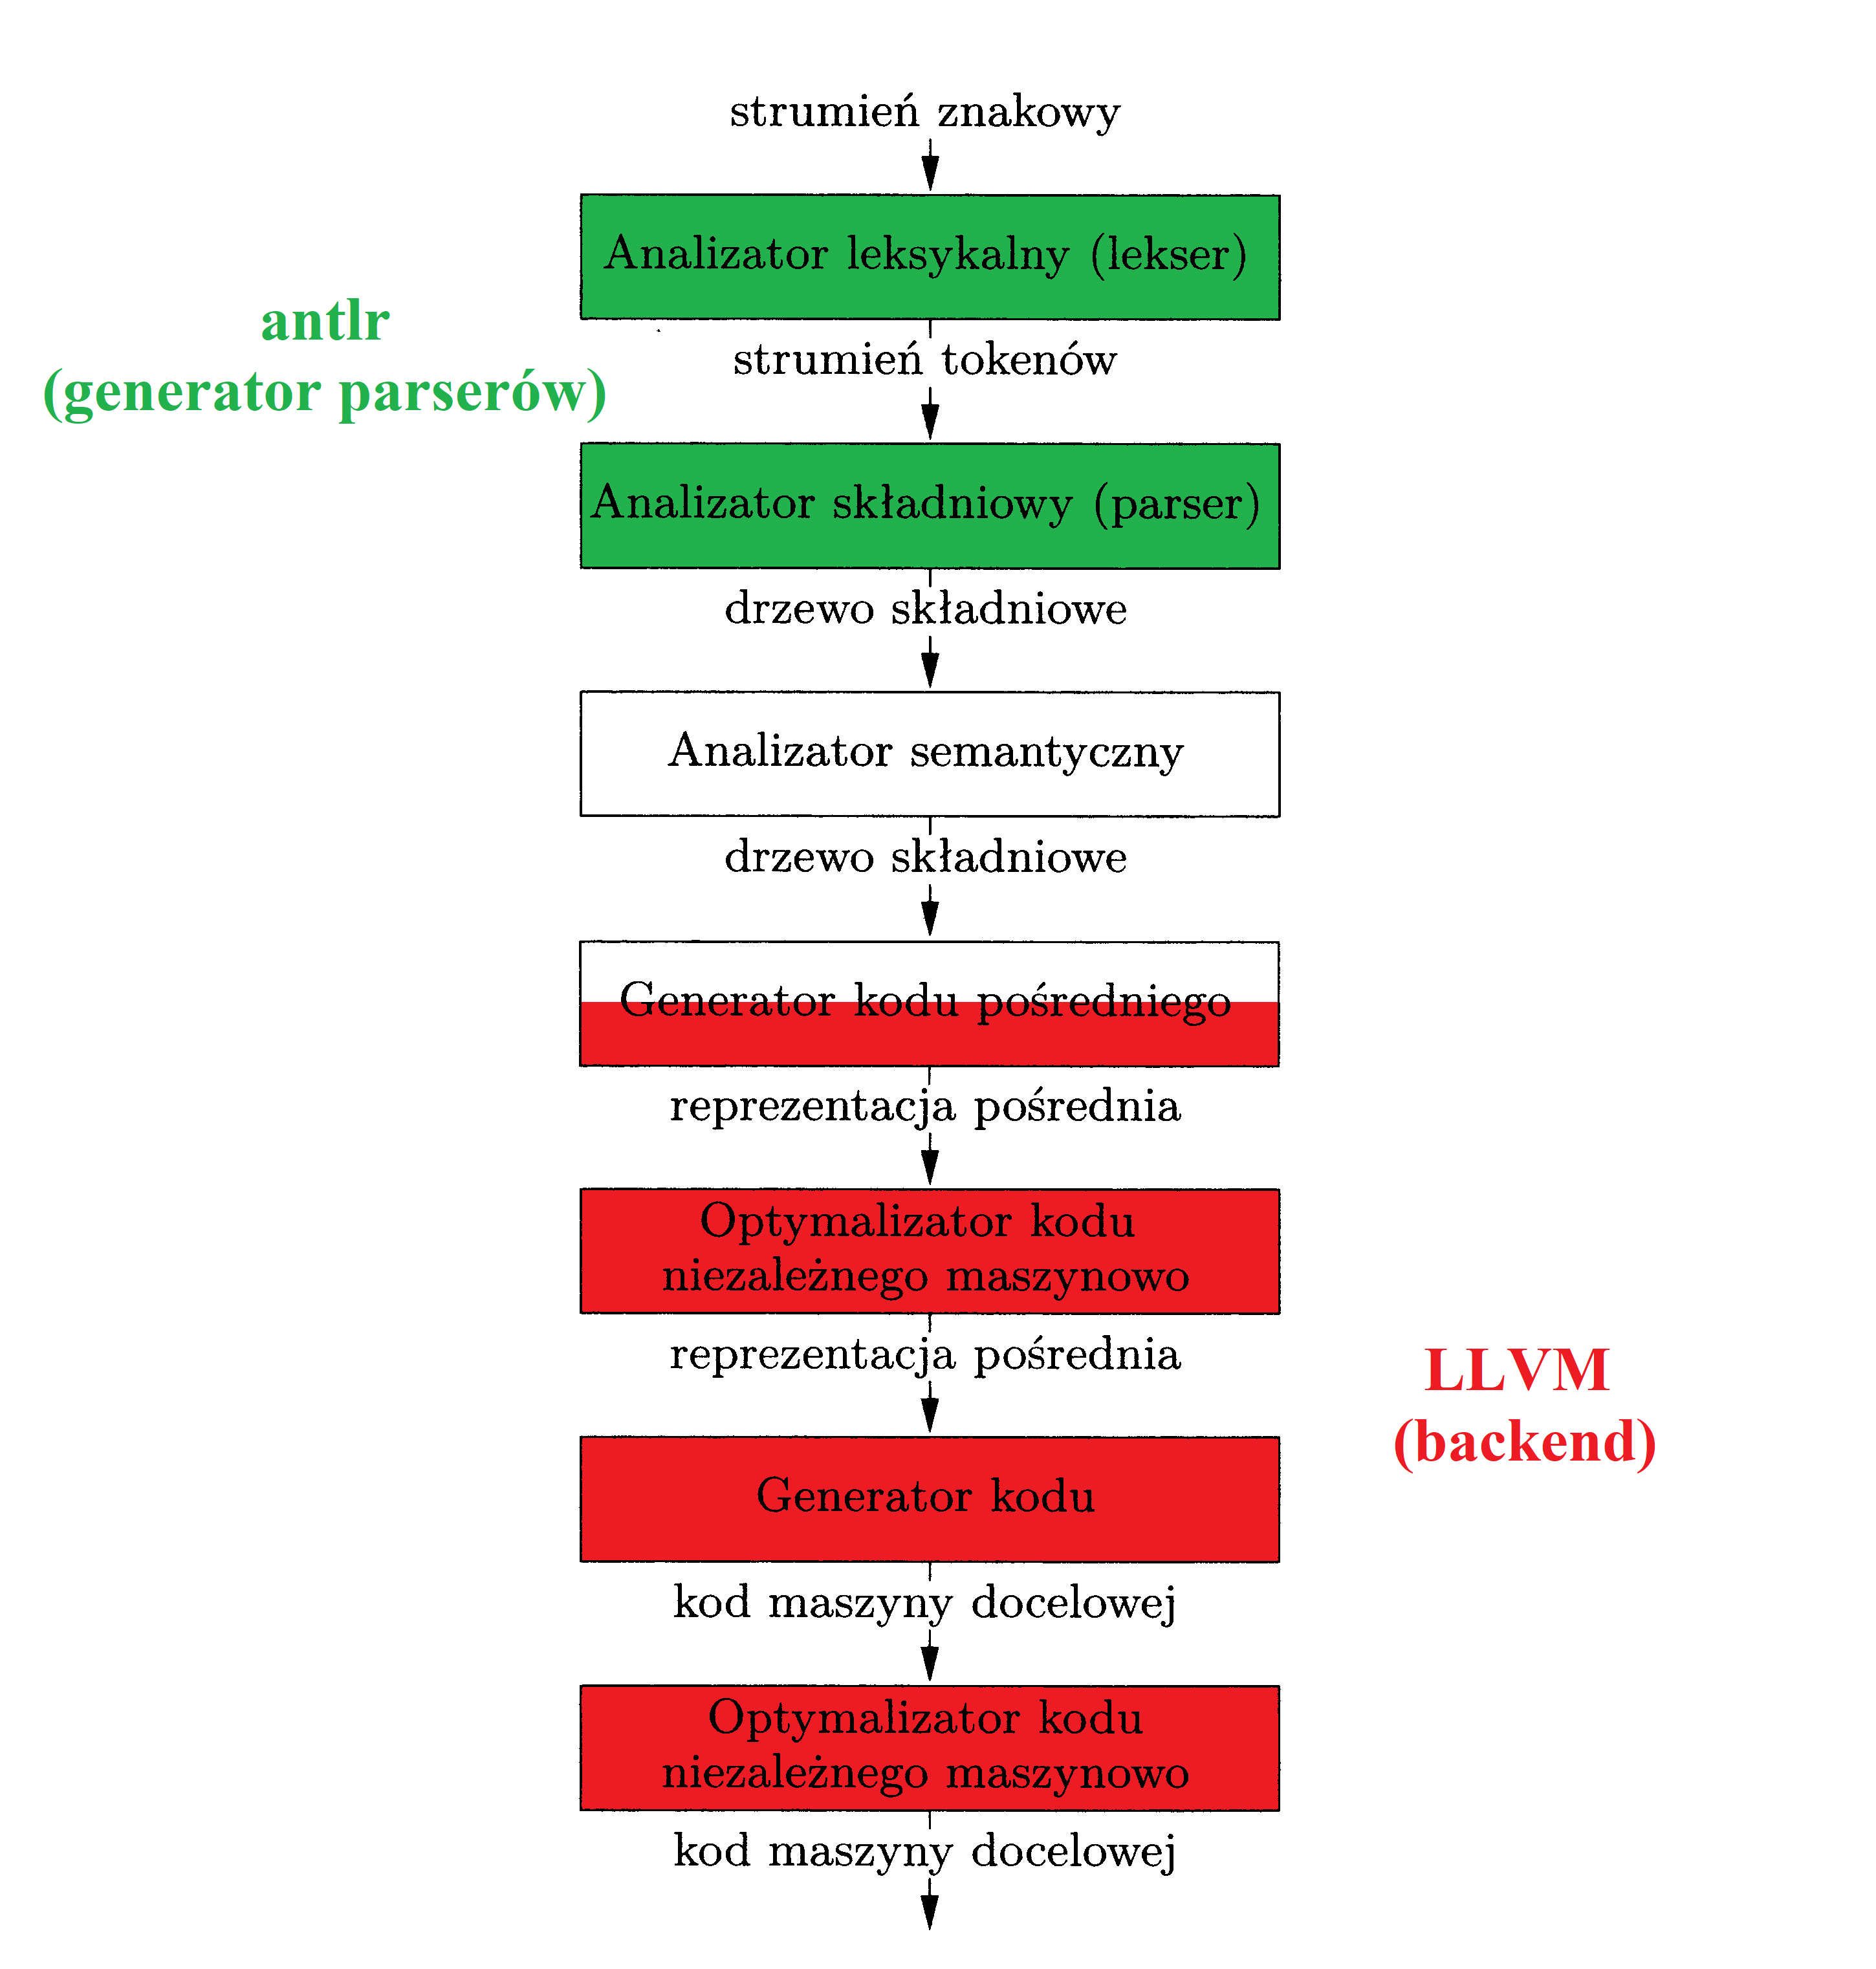 strumień znakowy
Analizator leksykalny (lekser)
antlr
(generator parserów)
strumień tokenów
Analizator składniowy (parser)
drzewo składniowe
Analizator semantyczny
drzewo składniowe
Generator kodu pośredniego
reprezentacja pośrednia
Optymalizator kodu
niezależnego maszynowo
reprezentacja pośrednia
LLVM
(backend)
Generator kodu
kod maszyny docelowej
Optymalizator kodu
niezależnego maszynowo
kod maszyny docelowej